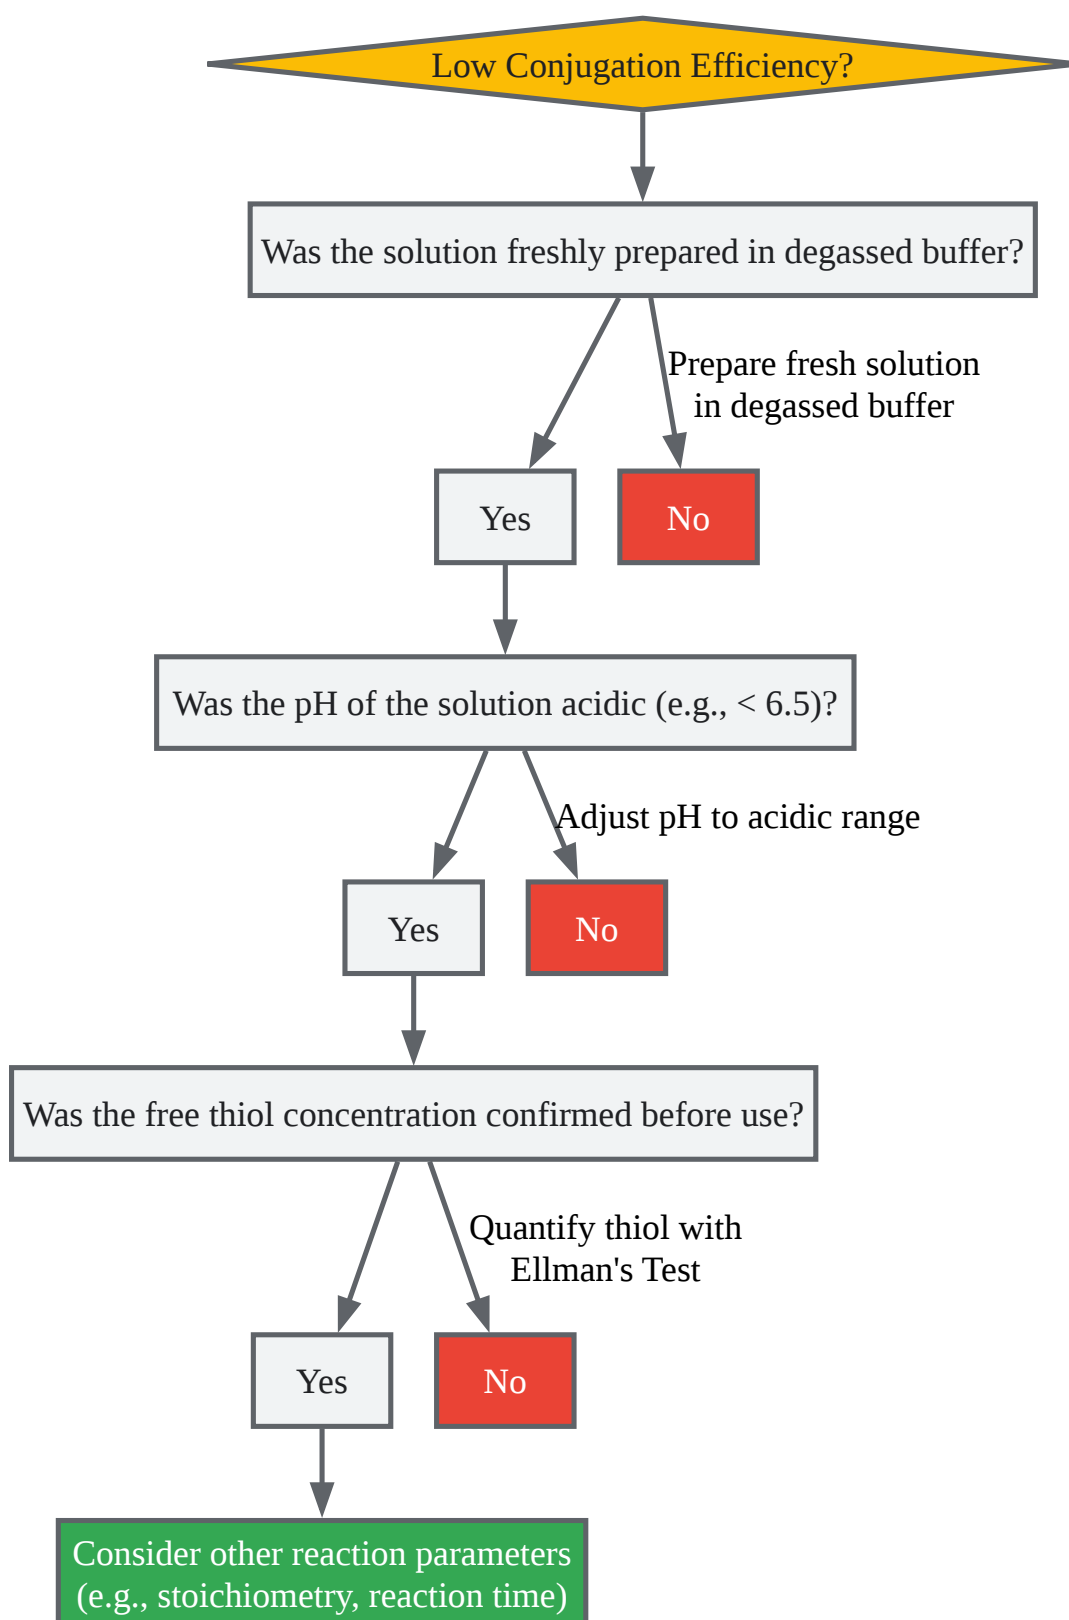 Low Conjugation Efficiency?
Was the solution freshly prepared in degassed buffer?
Prepare fresh solution
in degassed buffer
Yes
No
Was the pH of the solution acidic (e.g., < 6.5)?
Adjust pH to acidic range
Yes
No
Was the free thiol concentration confirmed before use?
Quantify thiol with
Ellman's Test
Yes
No
Consider other reaction parameters
(e.g., stoichiometry, reaction time)